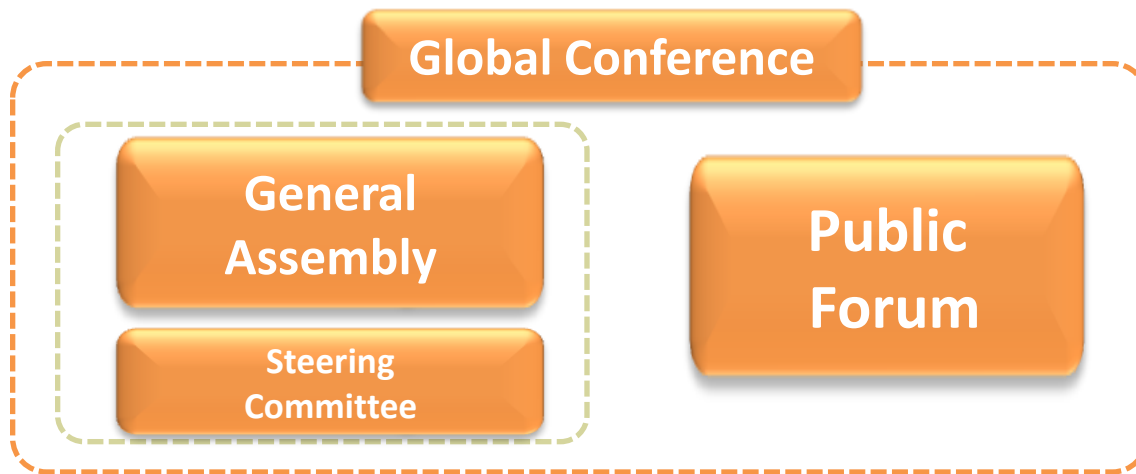 Global Conference
General
Assembly
Steering
Committee
Public
Forum